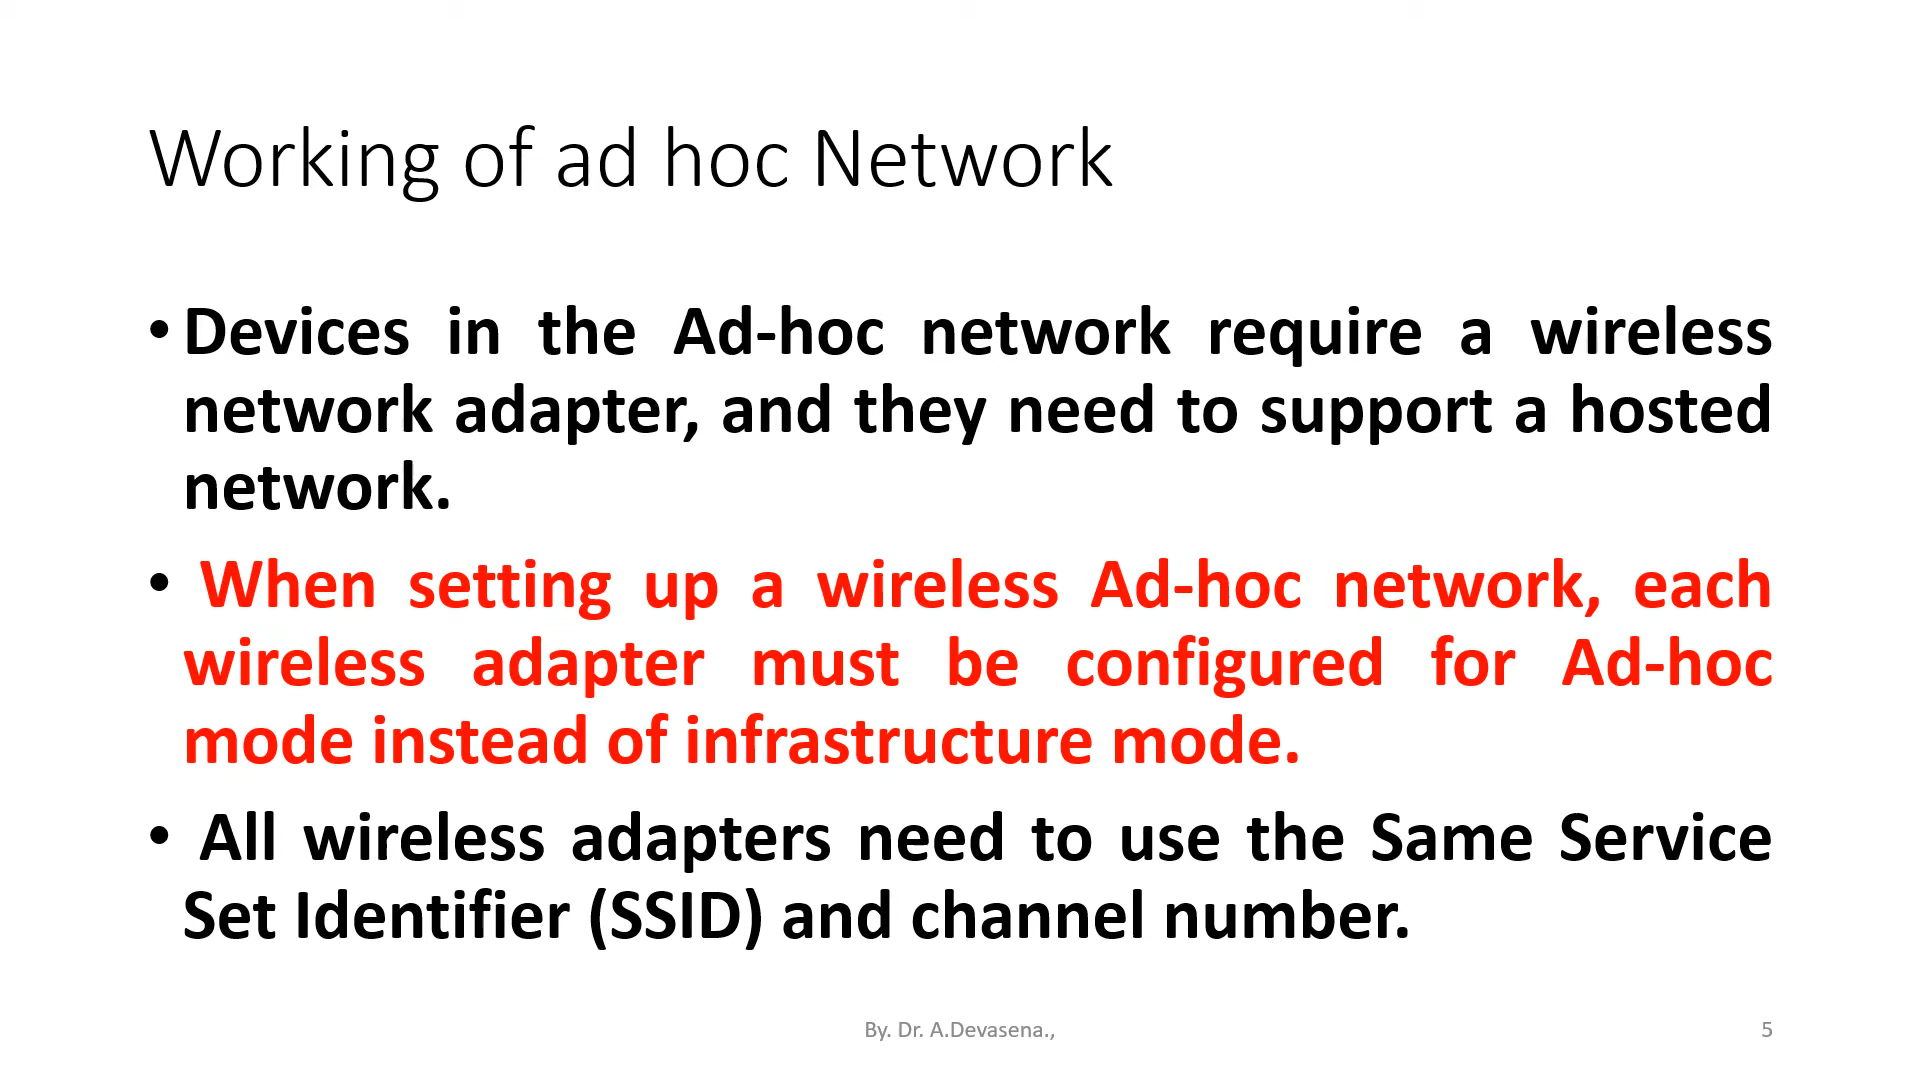 Working of ad hoc Network
• Devices in the Ad-hoc network require a wireless
network adapter, and they need to support a hosted
network.
• When setting up a wireless Ad-hoc network, each
wireless adapter must be configured for Ad-hoc
mode instead of infrastructure mode.
• All wireless adapters need to use the Same Service
Set Identifier (SSID) and channel number.
By. Dr. A.Devasena.,
5